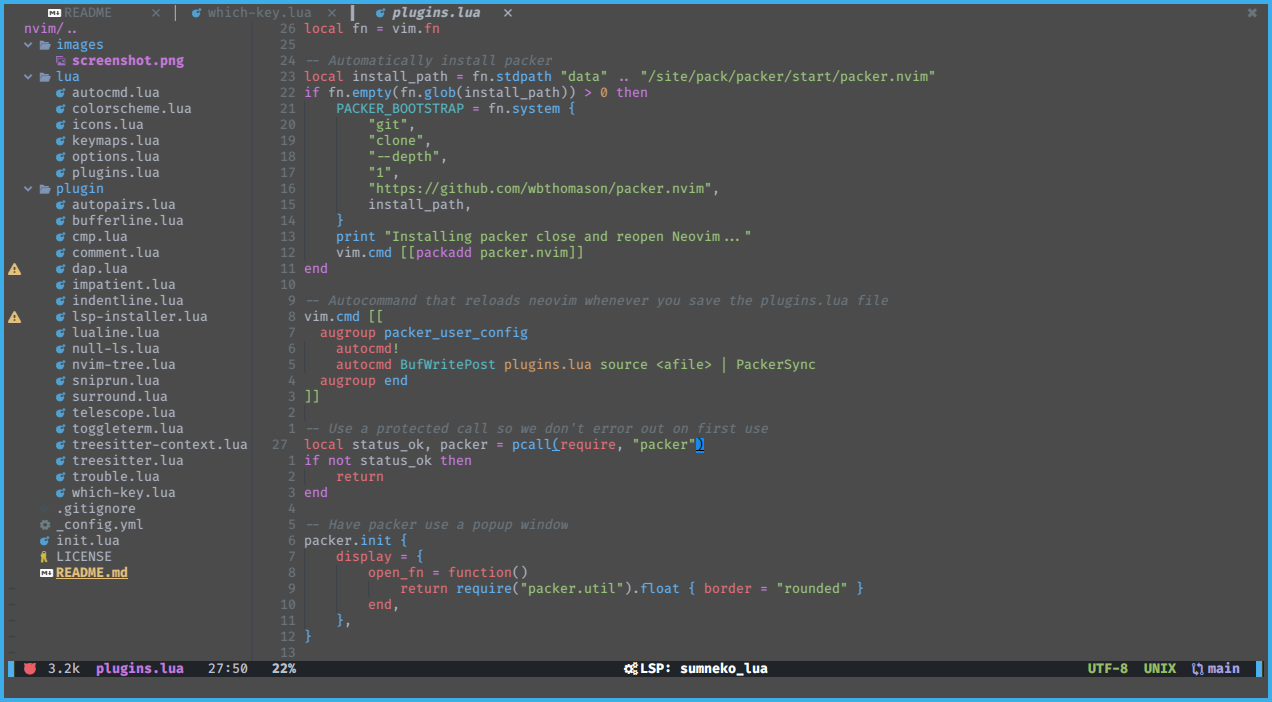 README × which-key.lua × plugins.lua ×
nvim/..
images
screenshot.png
lua
autocmd.lua
colorscheme.lua
icons.lua
keymaps.lua
options.lua
plugins.lua
plugin
autopairs.lua
bufferline.lua
cmp.lua
comment.lua
dap.lua
impatient.lua
indentline.lua
lsp-installer.lua
lualine.lua
null-ls.lua
nvim-tree.lua
sniprun.lua
surround.lua
telescope.lua
toggleterm.lua
treesitter-context.lua
treesitter.lua
trouble.lua
which-key.lua
.gitignore
_config.yml
init.lua
LICENSE
README.md
26 local fn = vim.fn
25
24 -- Automatically install packer
23 local install_path = fn.stdpath "data" .. "/site/pack/packer/start/packer.nvim"
22 if fn.empty(fn.glob(install_path)) > 0 then
21     PACKER_BOOTSTRAP = fn.system {
20         "git",
19         "clone",
18         "--depth",
17         "1",
16         "https://github.com/wbthomason/packer.nvim",
15         install_path,
14     }
13     print "Installing packer close and reopen Neovim..."
12     vim.cmd [[packadd packer.nvim]]
11 end
10
9 -- Autocommand that reloads neovim whenever you save the plugins.lua file
8 vim.cmd [[
7   augroup packer_user_config
6     autocmd!
5     autocmd BufWritePost plugins.lua source <afile> | PackerSync
4   augroup end
3 ]]
2
1 -- Use a protected call so we don't error out on first use
27 local status_ok, packer = pcall(require, "packer")
1 if not status_ok then
2     return
3 end
4
5 -- Have packer use a popup window
6 packer.init {
7     display = {
8         open_fn = function()
9             return require("packer.util").float { border = "rounded" }
10         end,
11     },
12 }
13
3.2k plugins.lua 27:50 22% LSP: sumneko_lua UTF-8 UNIX main